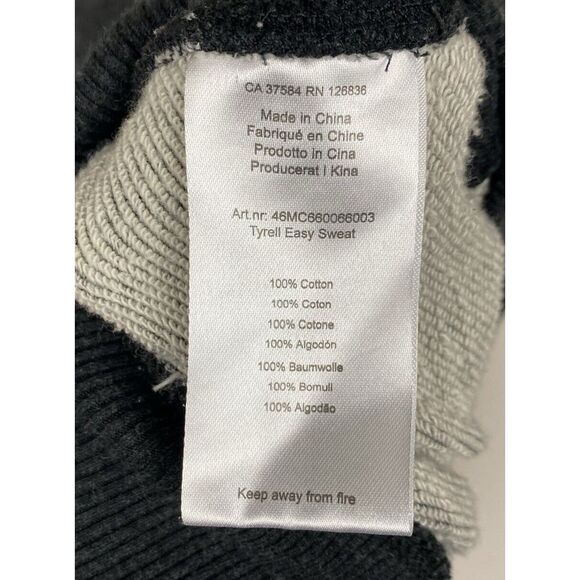 CA 37584 RN 126836
Made in China
Fabriqué en Chine
Prodotto in Cina
Producerat i Kina
Art.nr: 46MC660066003
Tyrell Easy Sweat
100% Cotton
100% Coton
100% Cotone
100% Algodón
100% Baumwolle
100% Bomull
100% Algodão
Keep away from fire